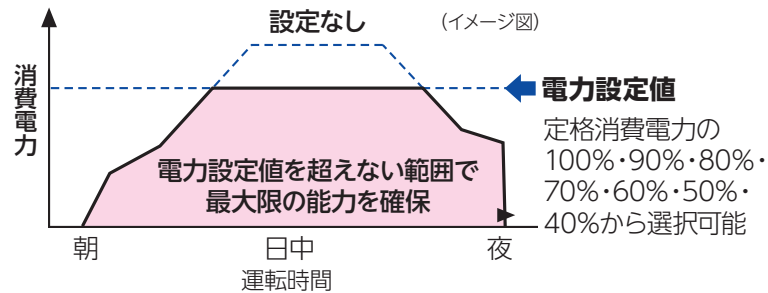 設定なし
(イメージ図)
消費電力
電力設定値
定格消費電力の
100%・90%・80%・
70%・60%・50%・
40%から選択可能
電力設定値を超えない範囲で
最大限の能力を確保
朝
日中
夜
運転時間